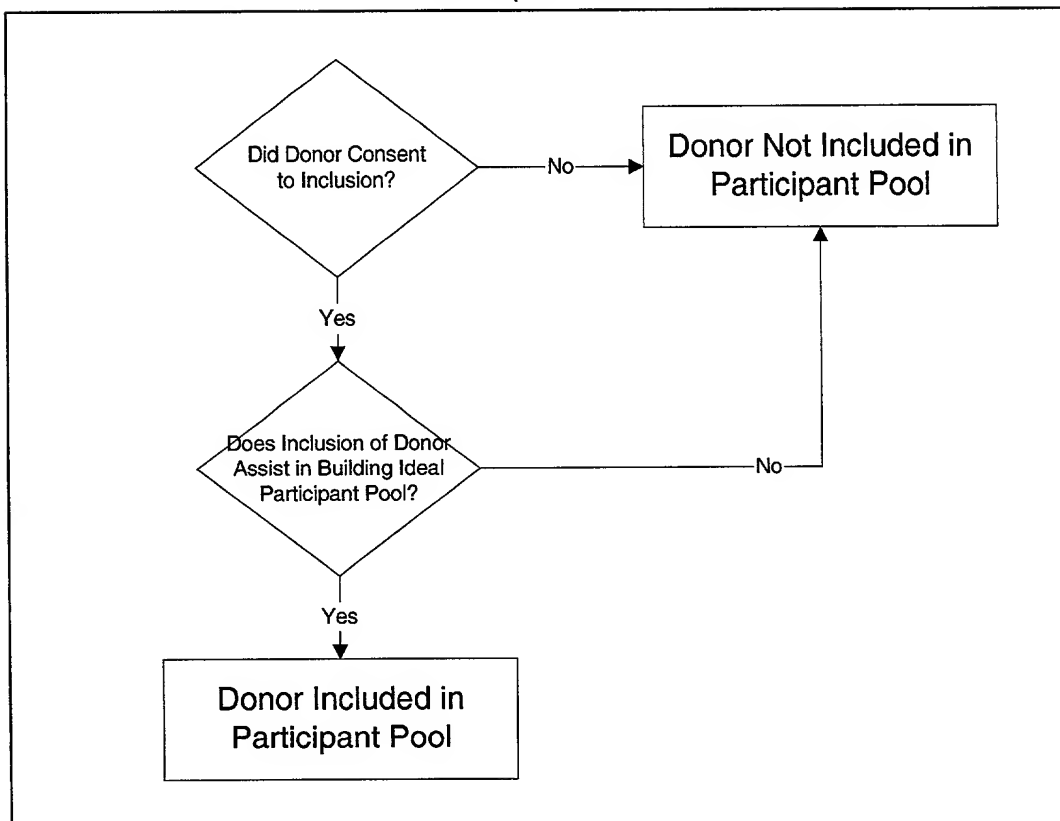 Did Donor Consent
to Inclusion?
No
Donor Not Included in
Participant Pool
Yes
Does Inclusion of Donor
Assist in Building Ideal
Participant Pool?
No
Yes
Donor Included in
Participant Pool